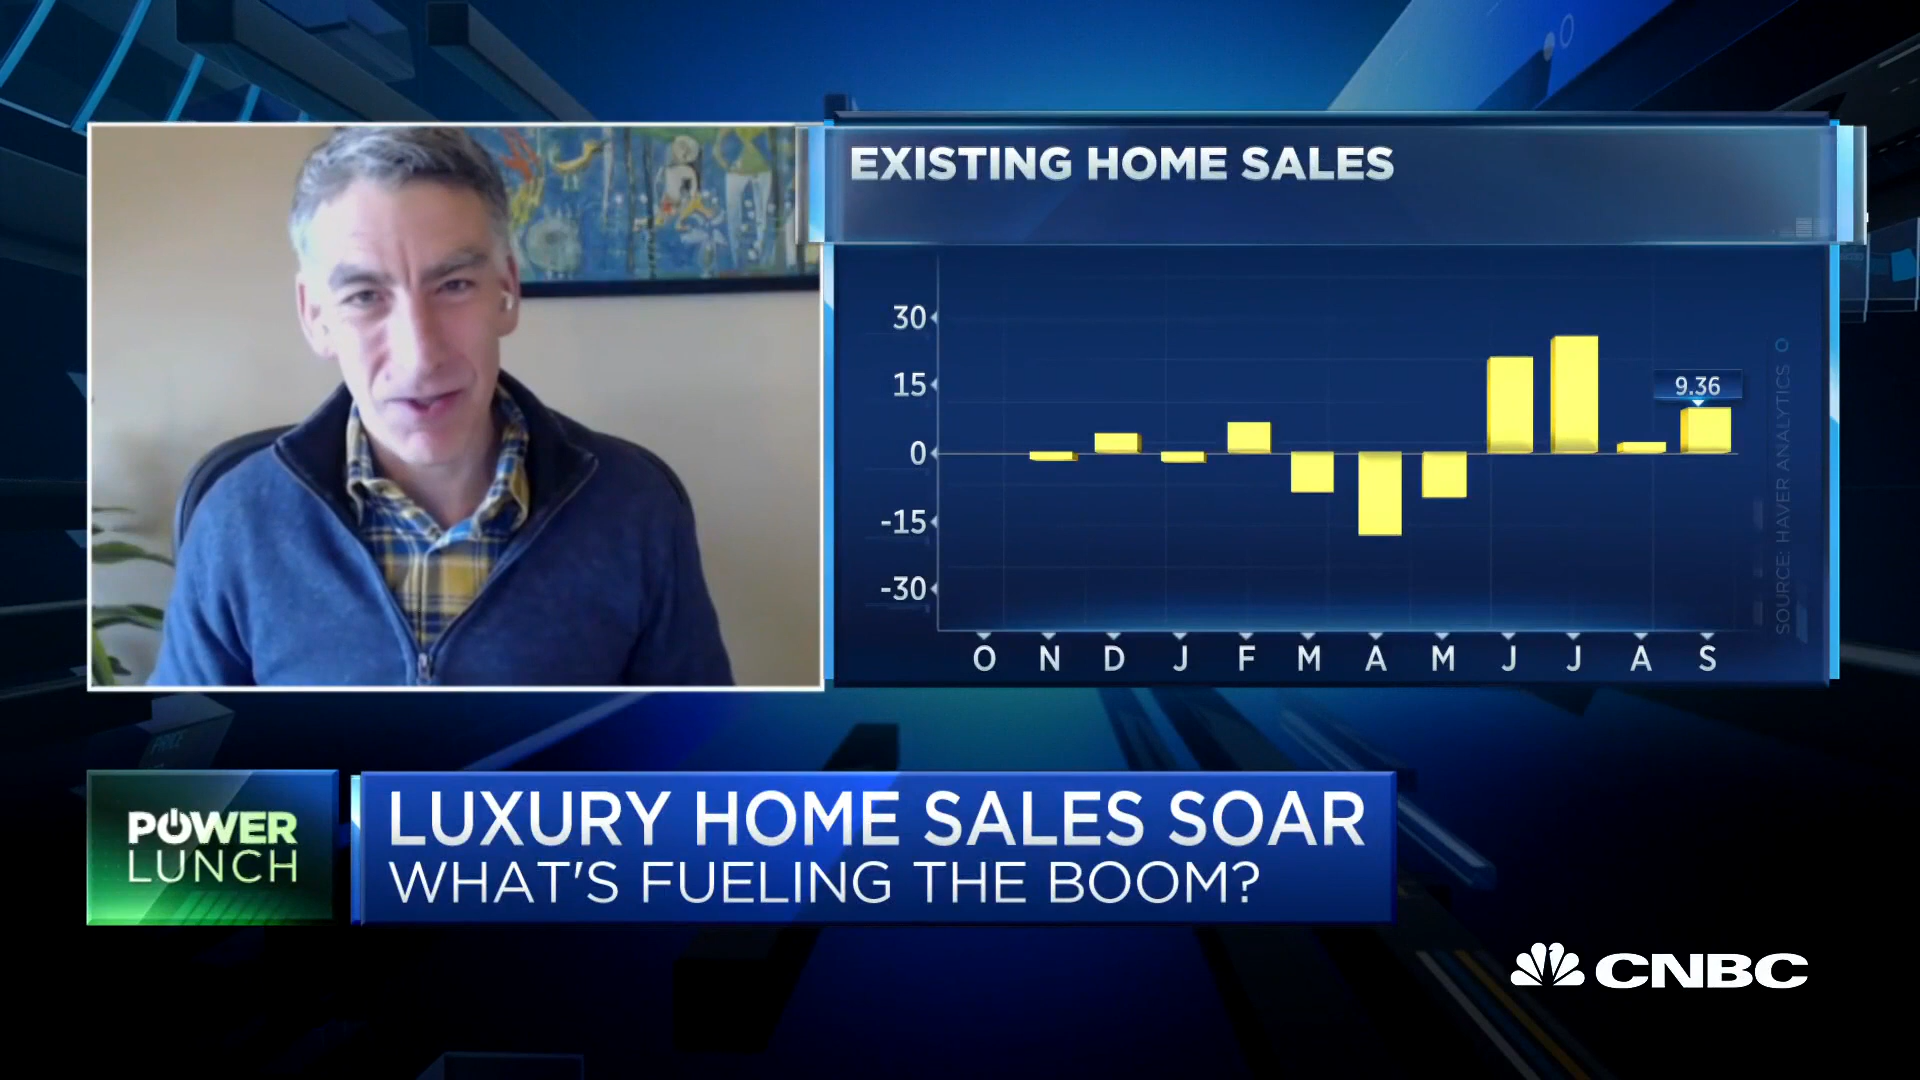 EXISTING HOME SALES
30
15
0
-15
-30
9.36
O N D J F M A M J J A S
SOURCE: HAVER ANALYTICS
POWER
LUNCH
LUXURY HOME SALES SOAR
WHAT'S FUELING THE BOOM?
CNBC
PRICE